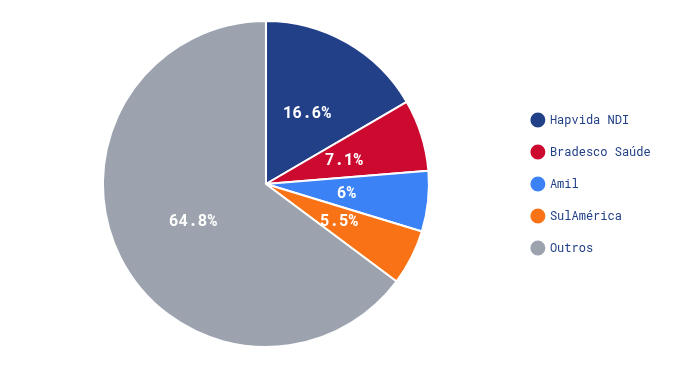 16.6%
7.1%
6%
5.5%
64.8%
Hapvida NDI
Bradesco Saúde
Amil
SulAmérica
Outros